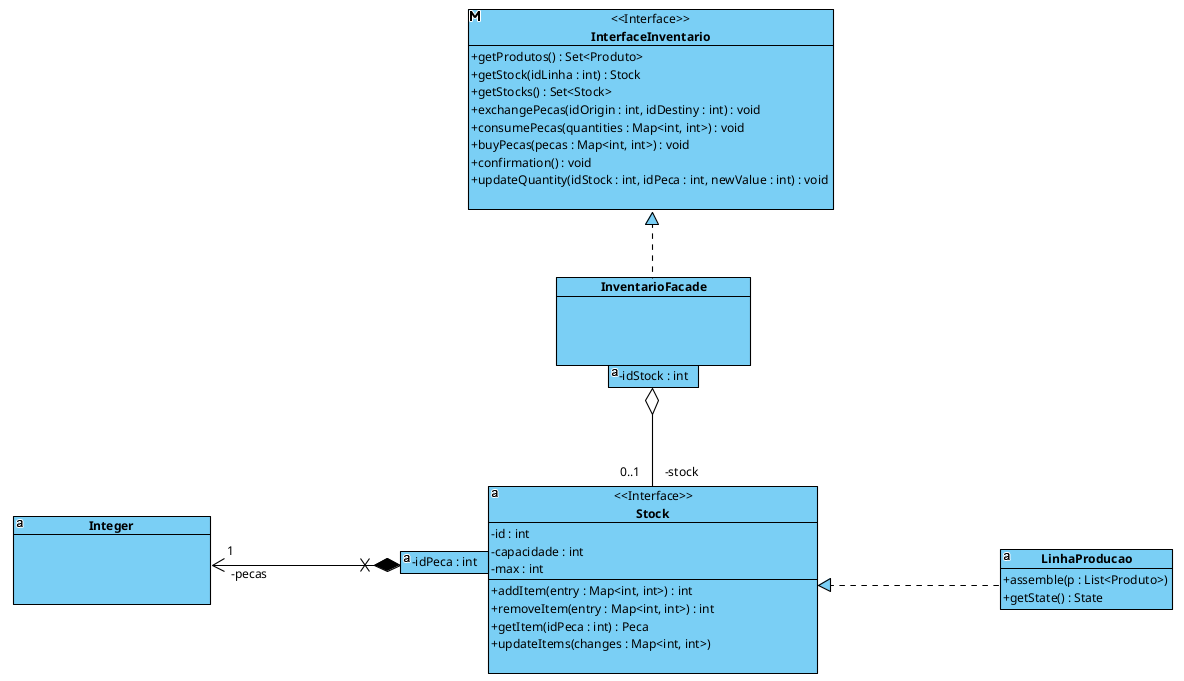 M
<<Interface>>
InterfaceInventario
+getProdutos() : Set<Produto>
+getStock(idLinha : int) : Stock
+getStocks() : Set<Stock>
+exchangePecas(idOrigin : int, idDestiny : int) : void
+consumePecas(quantities : Map<int, int>) : void
+buyPecas(pecas : Map<int, int>) : void
+confirmation() : void
+updateQuantity(idStock : int, idPeca : int, newValue : int) : void
InventarioFacade
a
-idStock : int
0..1
-stock
a
<<Interface>>
Stock
-id : int
-capacidade : int
-max : int
+addItem(entry : Map<int, int>) : int
+removeItem(entry : Map<int, int>) : int
+getItem(idPeca : int) : Peca
+updateItems(changes : Map<int, int>)
a
-idPeca : int
1
-pecas
a
Integer
a
LinhaProducao
+assemble(p : List<Produto>)
+getState() : State